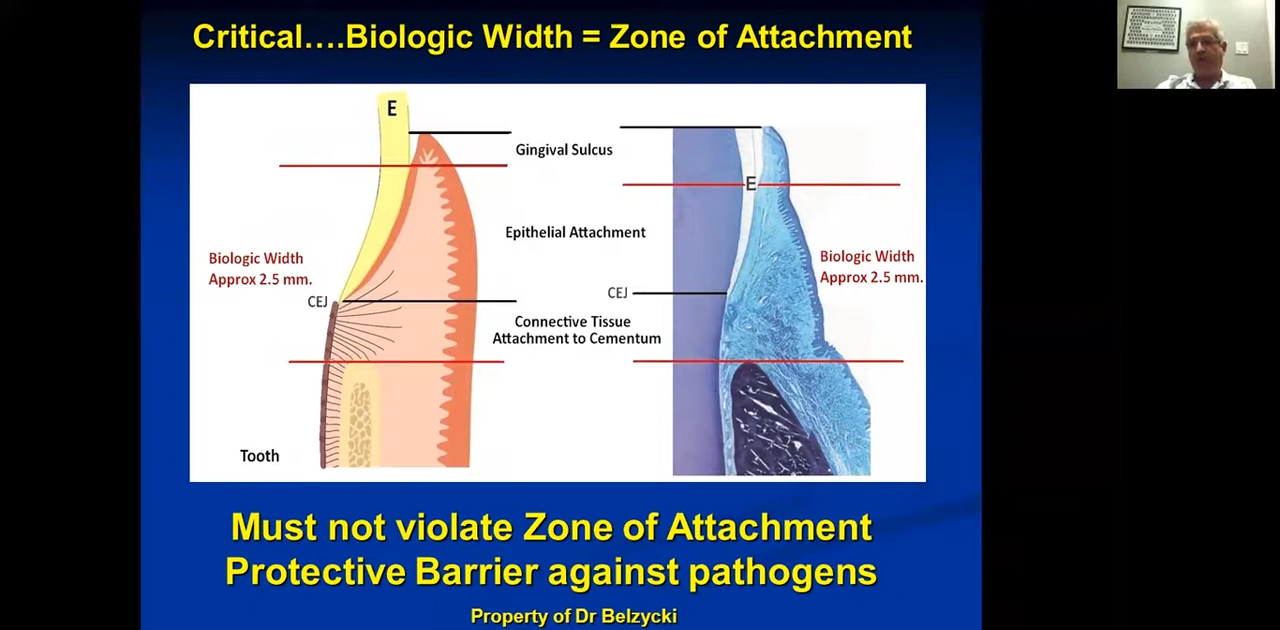 Critical....Biologic Width = Zone of Attachment
E
Gingival Sulcus
E
Epithelial Attachment
Biologic Width
Approx 2.5 mm.
Biologic Width
Approx 2.5 mm.
CEJ
CEJ
Connective Tissue
Attachment to Cementum
Tooth
Must not violate Zone of Attachment
Protective Barrier against pathogens
Property of Dr Belzycki